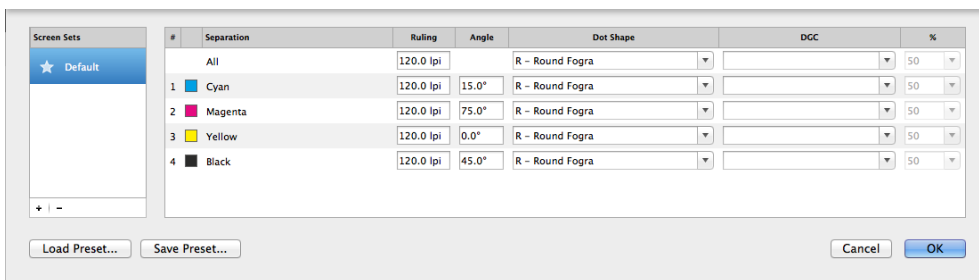 Screen Sets
Default
+ | -
# Separation Ruling Angle Dot Shape DGC %
All 120.0 lpi R – Round Fogra 50
1 Cyan 120.0 lpi 15.0° R – Round Fogra 50
2 Magenta 120.0 lpi 75.0° R – Round Fogra 50
3 Yellow 120.0 lpi 0.0° R – Round Fogra 50
4 Black 120.0 lpi 45.0° R – Round Fogra 50
Load Preset... Save Preset... Cancel OK